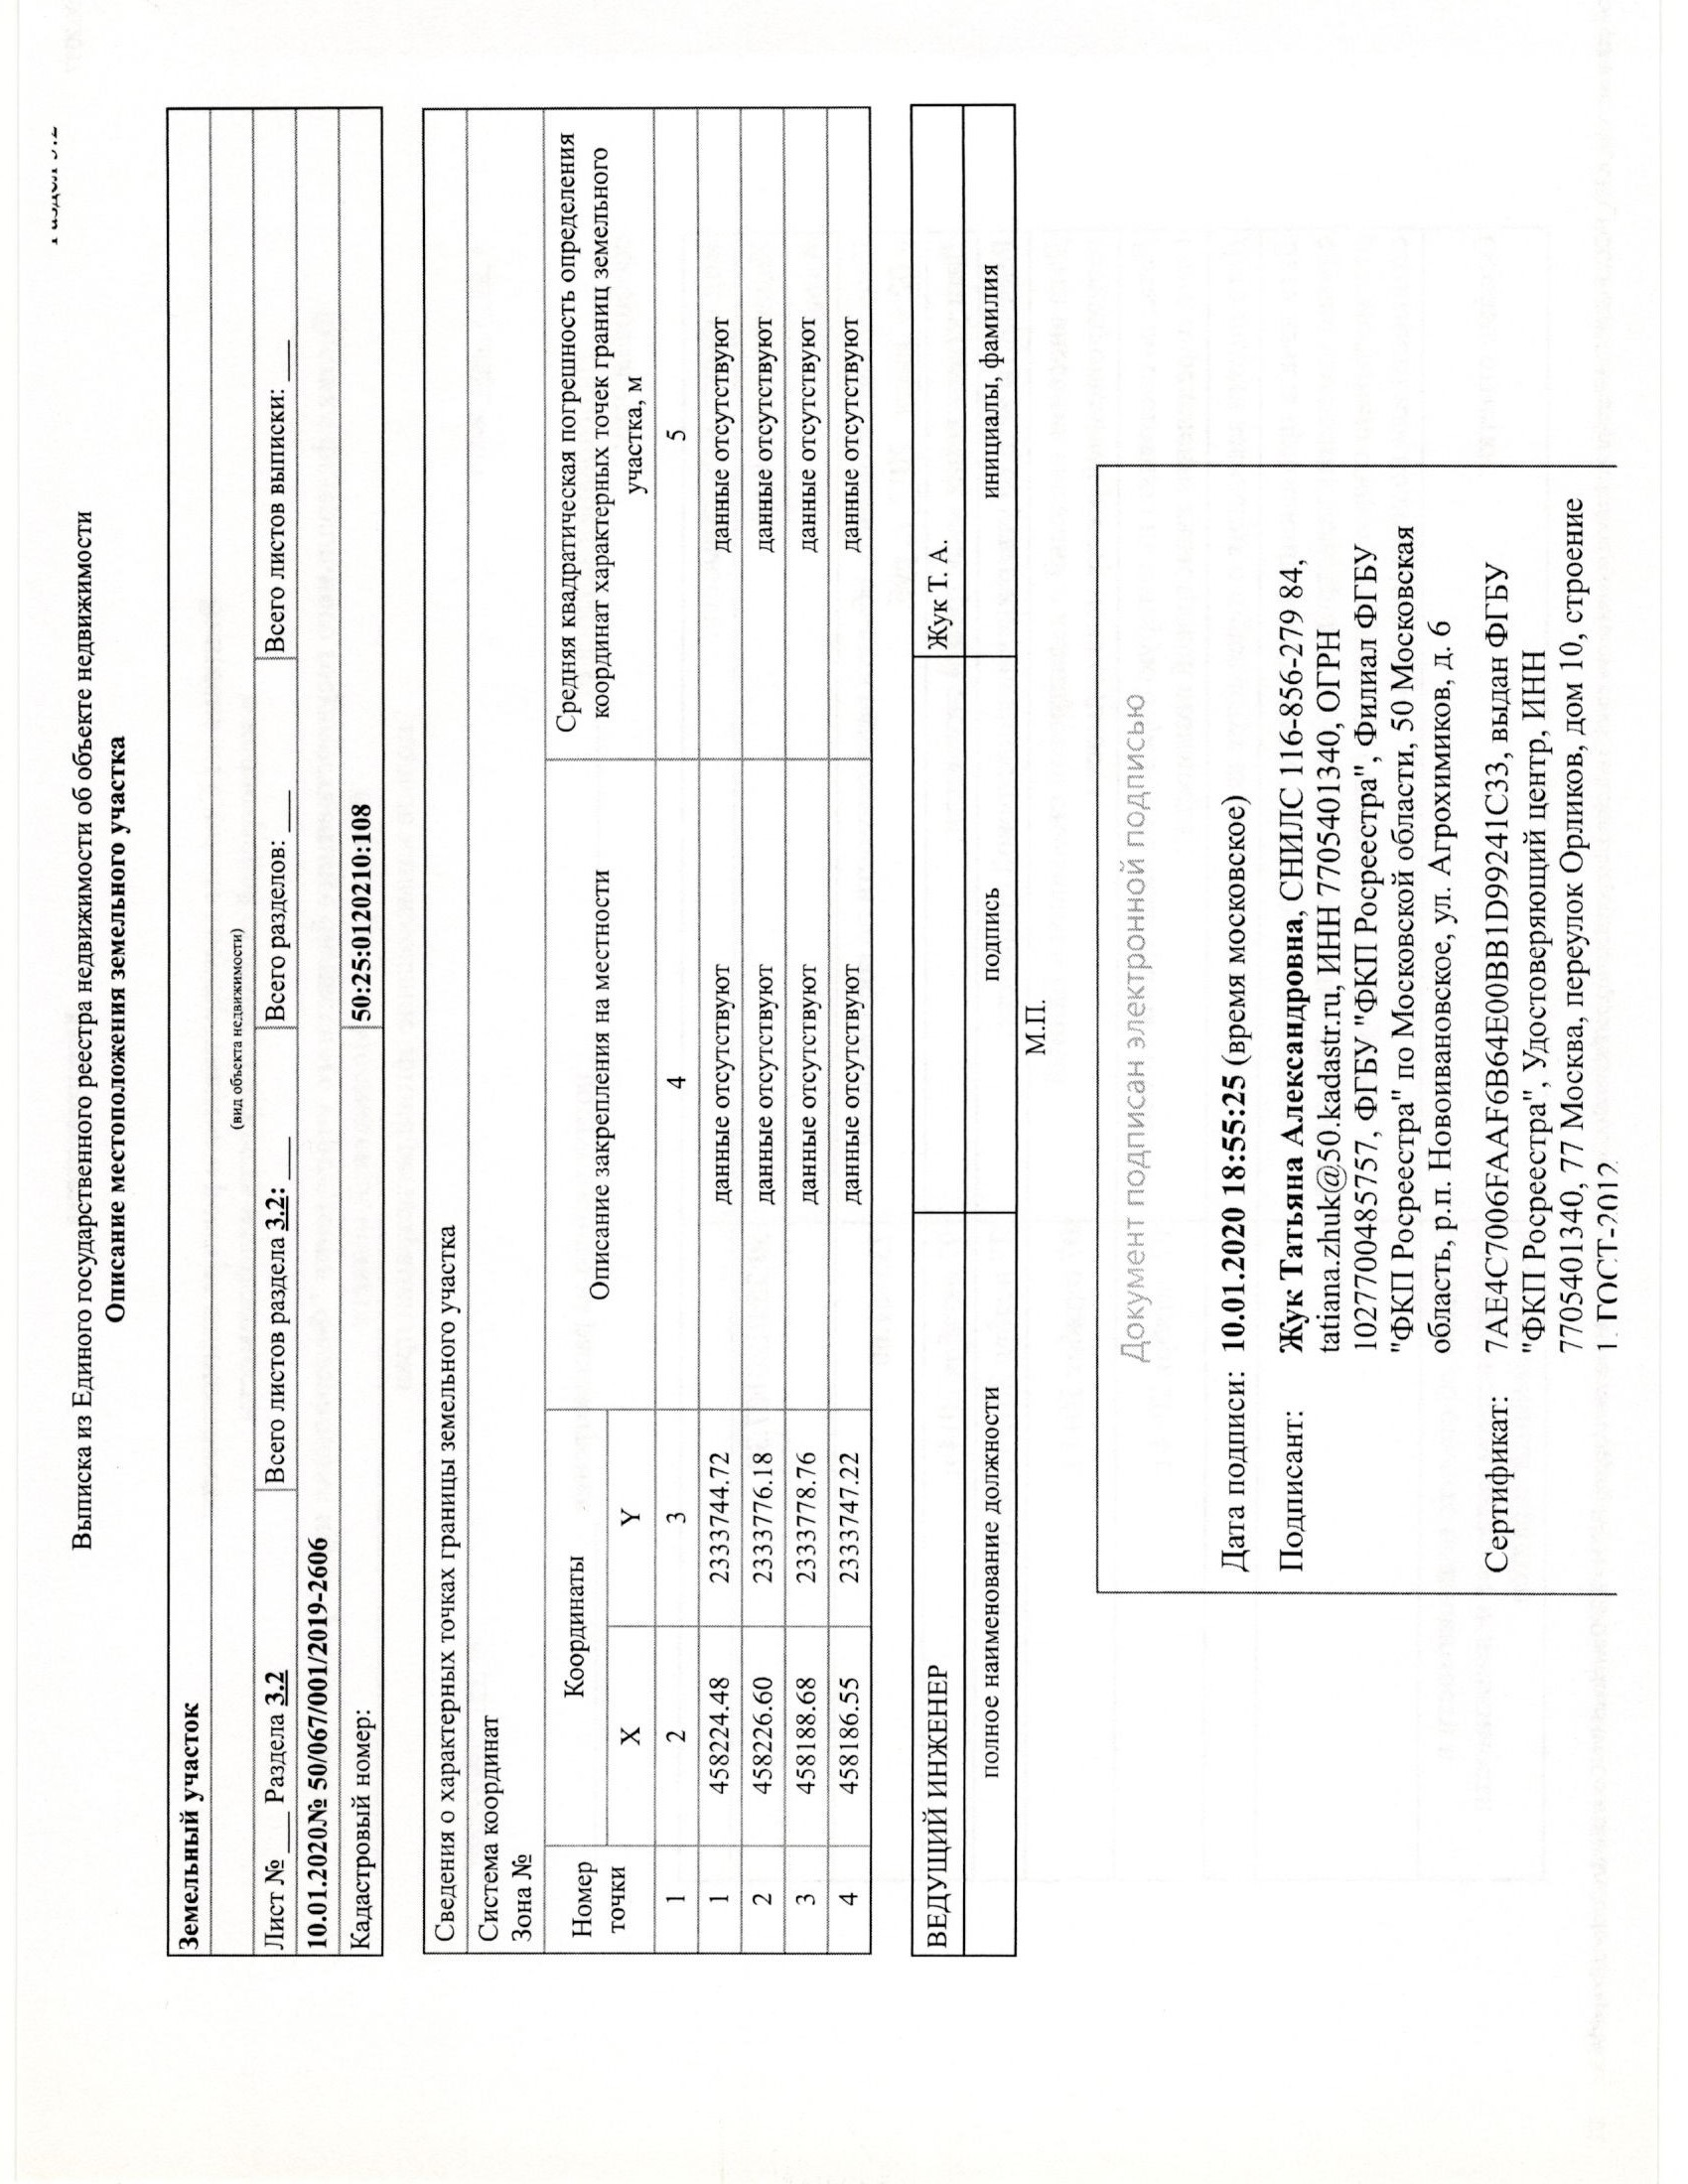 Выписка из Единого государственного реестра недвижимости об объекте недвижимости
Описание местоположения земельного участка
Земельный участок
(вид объекта недвижимости)
Лист № ___ Раздела 3.2 Всего листов раздела 3.2: ___ Всего разделов: ___ Всего листов выписки: ___
10.01.2020№ 50/067/001/2019-2606
Кадастровый номер: 50:25:0120210:108
Сведения о характерных точках границы земельного участка
Система координат
Зона №
Номер точки Координаты Описание закрепления на местности Средняя квадратическая погрешность определения координат характерных точек границ земельного участка, м
X Y
1 2 3 4 5
1 458224.48 2333744.72 данные отсутствуют данные отсутствуют
2 458226.60 2333776.18 данные отсутствуют данные отсутствуют
3 458188.68 2333778.76 данные отсутствуют данные отсутствуют
4 458186.55 2333747.22 данные отсутствуют данные отсутствуют
ВЕДУЩИЙ ИНЖЕНЕР Жук Т. А.
полное наименование должности подпись инициалы, фамилия
М.П.
Документ подписан электронной подписью
Дата подписи: 10.01.2020 18:55:25 (время московское)
Подписант: Жук Татьяна Александровна, СНИЛС 116-856-279 84,
tatiana.zhuk@50.kadastr.ru, ИНН 7705401340, ОГРН
1027700485757, ФГБУ "ФКП Росреестра", Филиал ФГБУ
"ФКП Росреестра" по Московской области, 50 Московская
область, р.п. Новоивановское, ул. Агрохимиков, д. 6
Сертификат: 7AE4C7006FAAF6B64E00BB1D99241C33, выдан ФГБУ
"ФКП Росреестра", Удостоверяющий центр, ИНН
7705401340, 77 Москва, переулок Орликов, дом 10, строение
1, ГОСТ-2012